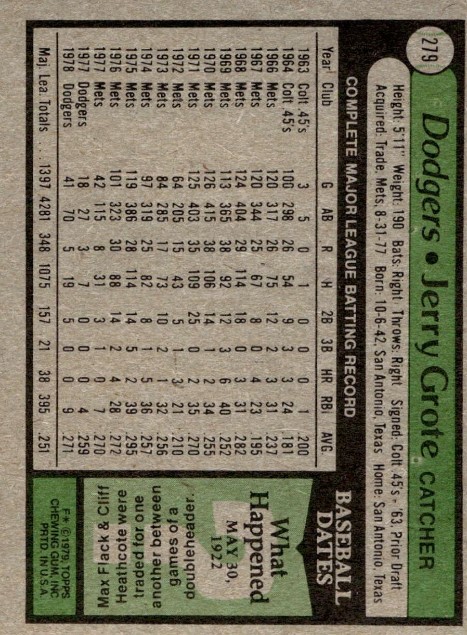 279
Dodgers • Jerry Grote CATCHER
Height: 5'11" Weight: 190 Bats: Right Throws: Right Signed: Colt 45's - '63, Prior Draft
Acquired: Trade, Mets, 8-31-77 Born: 10-6-42, San Antonio, Texas Home: San Antonio, Texas
COMPLETE MAJOR LEAGUE BATTING RECORD
Year Club G AB R H 2B 3B HR RBI AVG
1963 Colt 45's 3 5 0 1 0 0 0 1 .200
1964 Colt 45's 100 298 26 54 9 3 3 24 .181
1966 Mets 120 317 26 75 12 2 3 31 .237
1967 Mets 120 344 25 67 8 0 4 23 .195
1968 Mets 124 404 29 114 18 0 3 31 .282
1969 Mets 113 365 38 92 12 3 6 40 .252
1970 Mets 126 415 38 106 14 1 2 34 .255
1971 Mets 125 403 35 109 25 0 2 35 .270
1972 Mets 64 205 15 43 5 1 3 21 .210
1973 Mets 84 285 17 73 10 2 1 32 .256
1974 Mets 97 319 25 82 8 1 5 36 .257
1975 Mets 119 386 28 114 14 5 2 39 .295
1976 Mets 101 323 30 88 14 2 4 28 .272
1977 Mets 42 115 8 31 3 1 0 7 .270
1977 Dodgers 18 27 3 7 0 0 0 4 .259
1978 Dodgers 41 70 5 19 5 0 0 9 .271
Maj. Lea. Totals 1397 4281 348 1075 157 21 38 395 .251
BASEBALL
DATES
What
Happened
MAY 30,
1922
Max Flack & Cliff
Heathcote were
traded for one
another between
games of a
doubleheader.
F* © 1979, TOPPS
CHEWING GUM, INC.
PRTD. IN U.S.A.